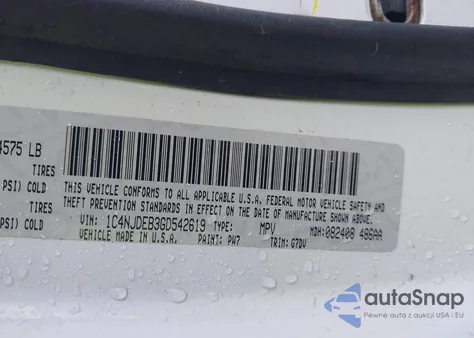 4575 LB
TIRES
PSI) COLD
TIRES
PSI) COLD
THIS VEHICLE CONFORMS TO ALL APPLICABLE U.S.A. FEDERAL MOTOR VEHICLE SAFETY AND
THEFT PREVENTION STANDARDS IN EFFECT ON THE DATE OF MANUFACTURE SHOWN ABOVE.
VIN: 1C4NJDEB3GD542619 TYPE: MPV MDH: 082408 486AA
VEHICLE MADE IN U.S.A. PAINT: PW7 TRIM: G7DV
autoSnap
Pewne auta z aukcji USA i EU